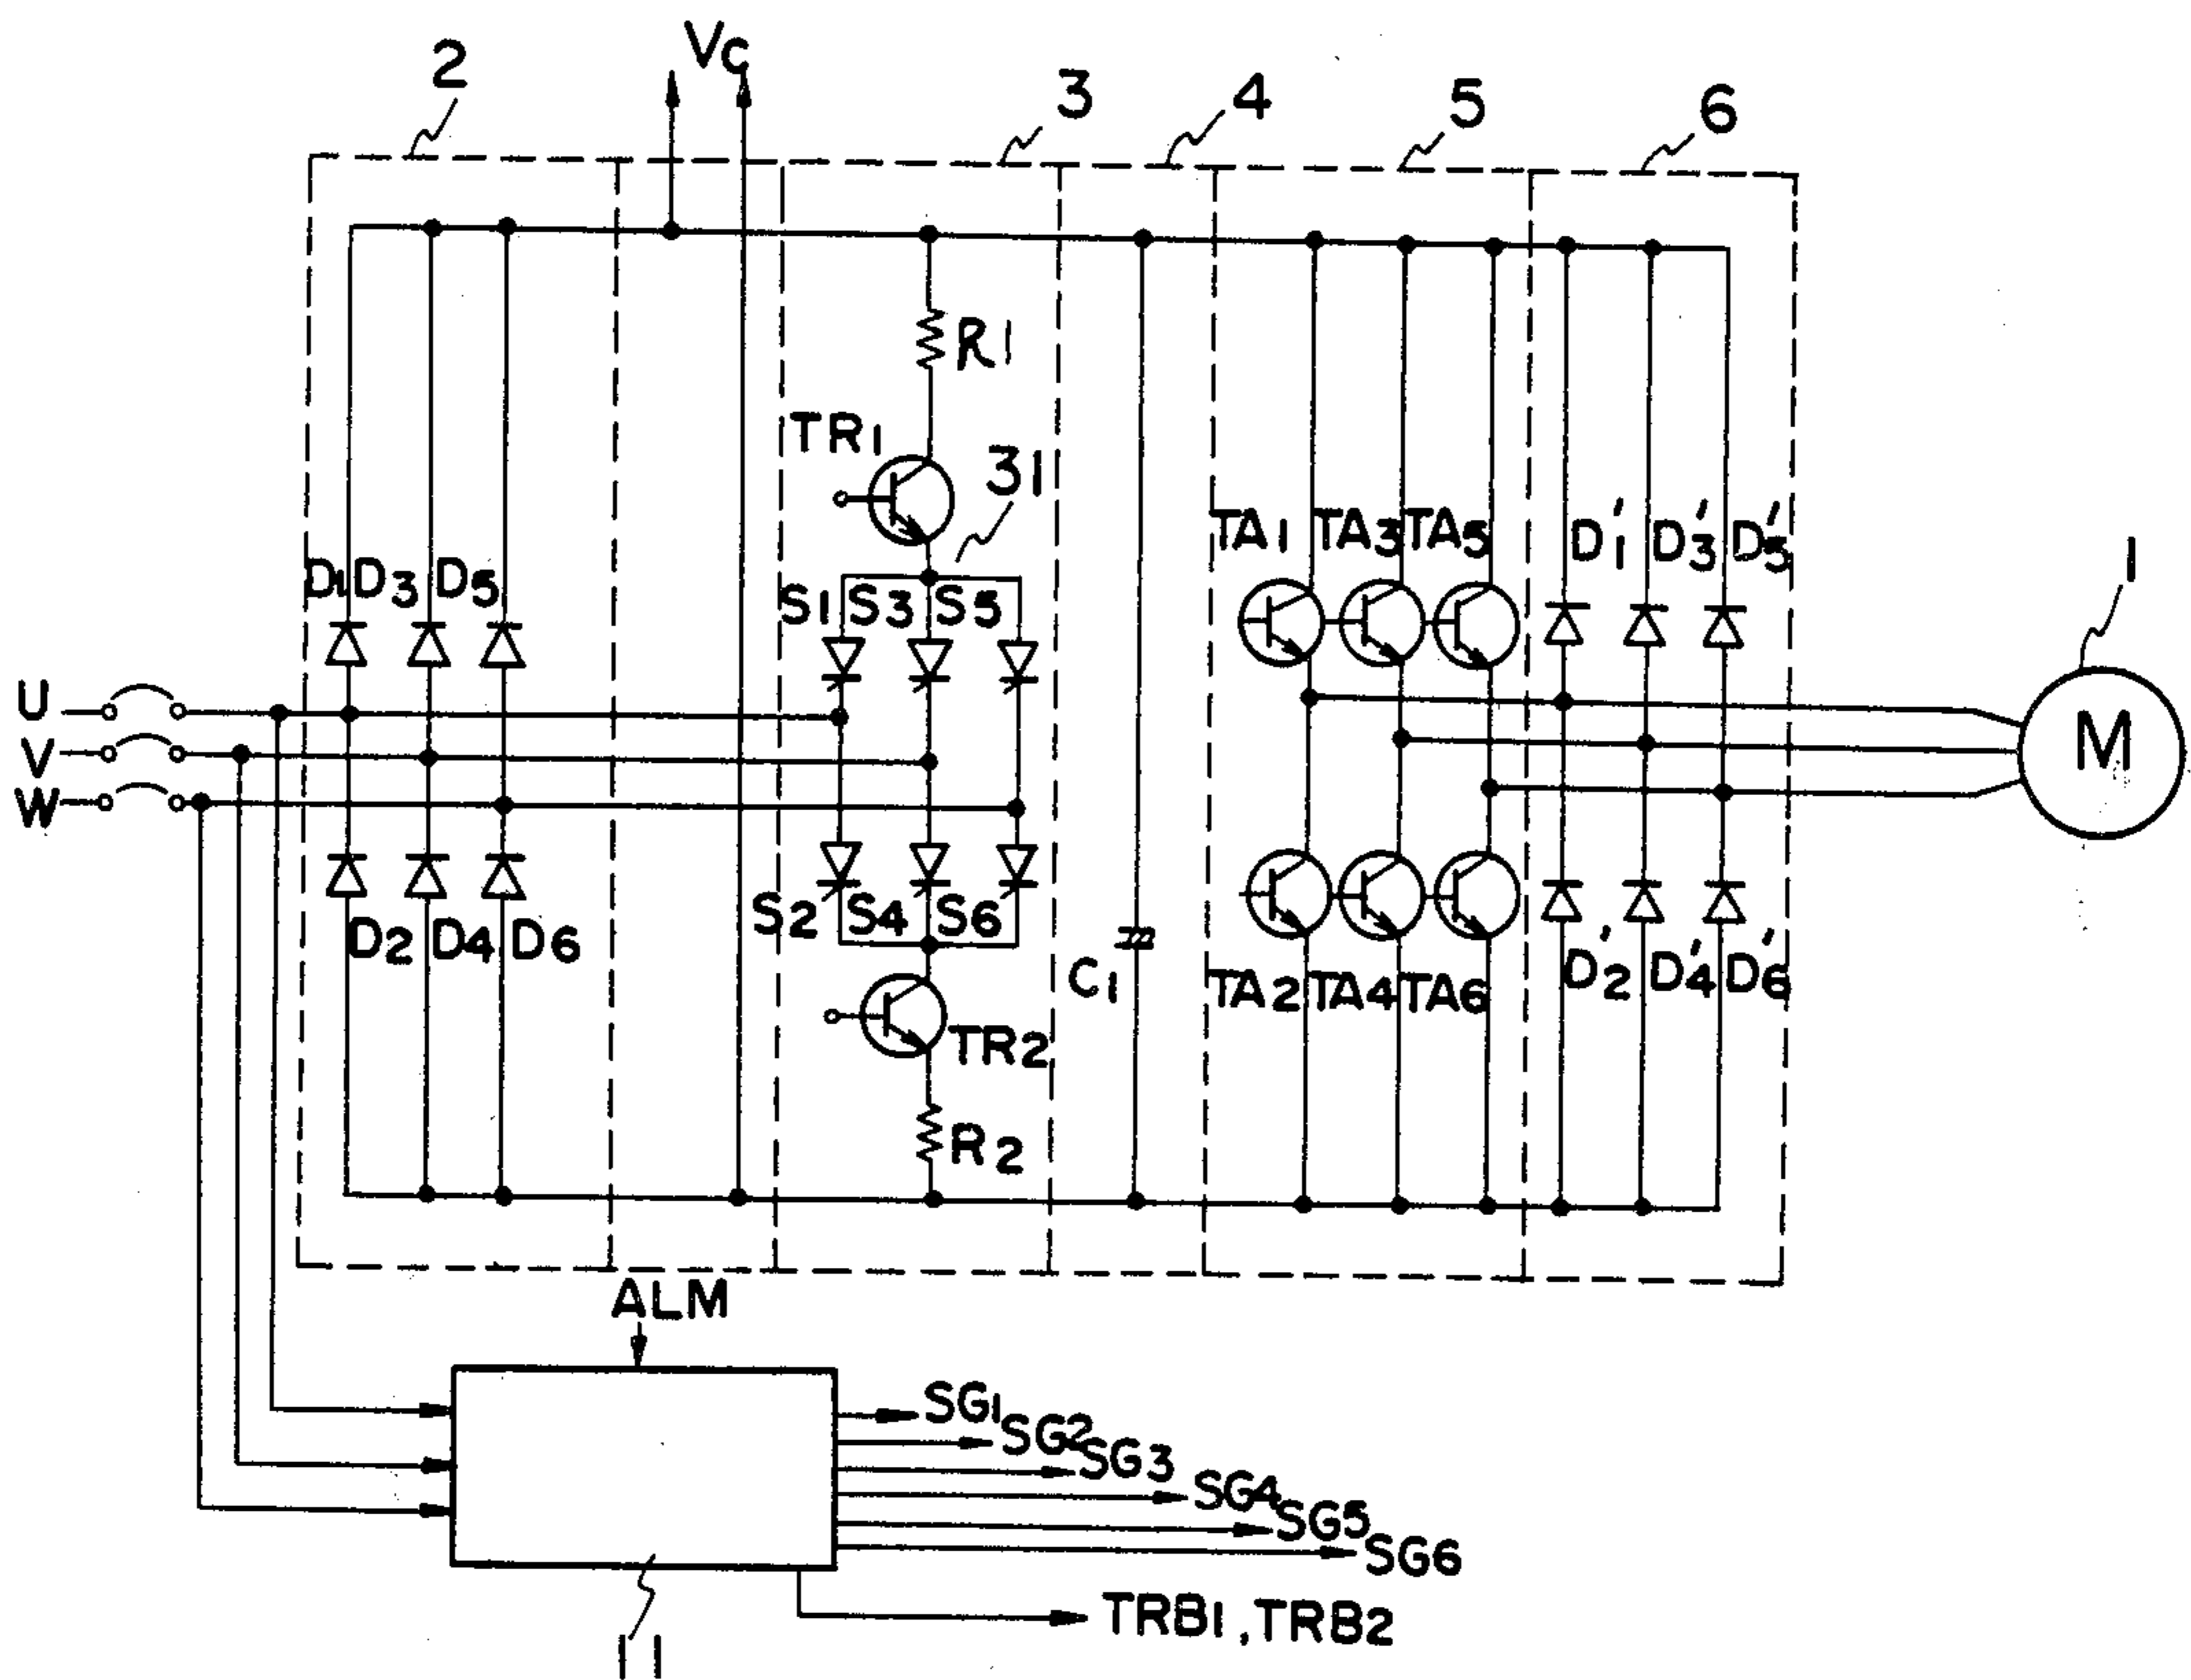 2
Vc
3
4
5
6
R1
TR1
31
TA1 TA3 TA5
D'1 D'3 D'5
1
D1 D3 D5
S1 S3 S5
U
V
W
M
S2 S4 S6
D2 D4 D6
C1
TA2 TA4 TA6
D'2 D'4 D'6
TR2
R2
ALM
SG1
SG2
SG3
SG4
SG5
SG6
TRB1, TRB2
11